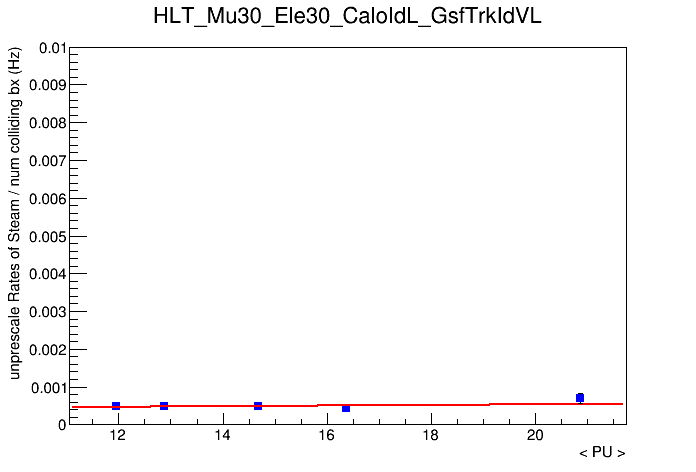 HLT_Mu30_Ele30_CaloIdL_GsfTrkIdVL
unprescale Rates of Steam / num colliding bx (Hz)
0.01
0.009
0.008
0.007
0.006
0.005
0.004
0.003
0.002
0.001
0
12 14 16 18 20
< PU >